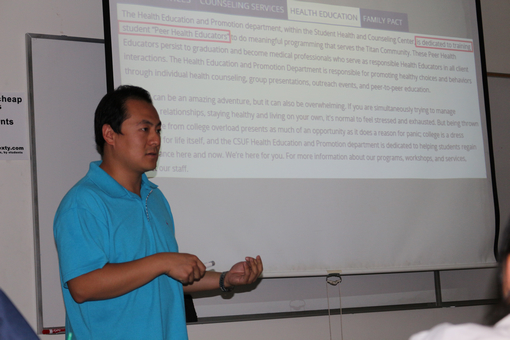 COUNSELING SERVICES HEALTH EDUCATION FAMILY PACT
The Health Education and Promotion department, within the Student Health and Counseling Center, is dedicated to training
student "Peer Health Educators" to do meaningful programming that serves the Titan Community. These Peer Health
Educators persist to graduation and become medical professionals who serve as responsible Health Educators in all client
interactions. The Health Education and Promotion Department is responsible for promoting healthy choices and behaviors
through individual health counseling, group presentations, outreach events, and peer-to-peer education.
can be an amazing adventure, but it can also be overwhelming. If you are simultaneously trying to manage
relationships, staying healthy and living on your own, it's normal to feel stressed and exhausted. But being thrown
from college overload presents as much of an opportunity as it does a reason for panic; college is a dress
for life itself, and the CSUF Health Education and Promotion department is dedicated to helping students regain
ance here and now. We're here for you. For more information about our programs, workshops, and services,
our staff.
cheap
nts
exty.com